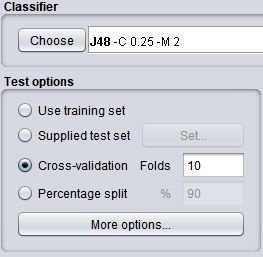 Classifier
Choose J48 -C 0.25 -M 2
Test options
Use training set
Supplied test set Set...
Cross-validation Folds 10
Percentage split % 90
More options...